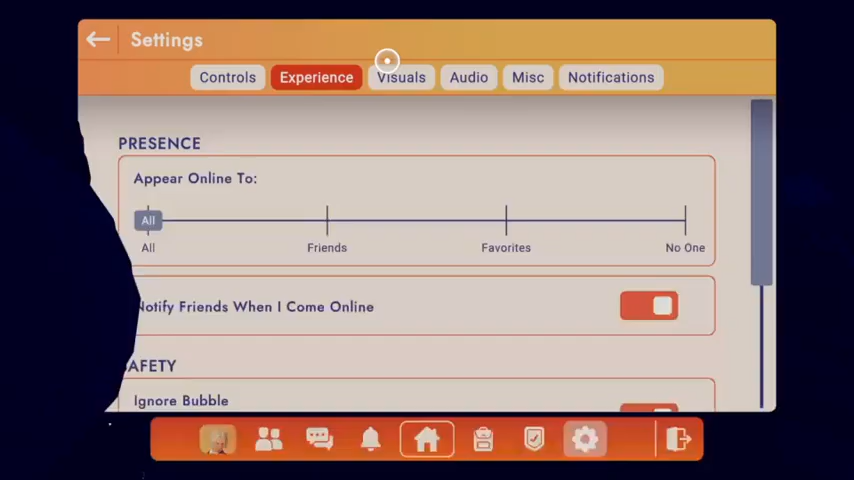 Settings
Controls
Experience
Visuals
Audio
Misc
Notifications
PRESENCE
Appear Online To:
All
All
Friends
Favorites
No One
Notify Friends When I Come Online
SAFETY
Ignore Bubble